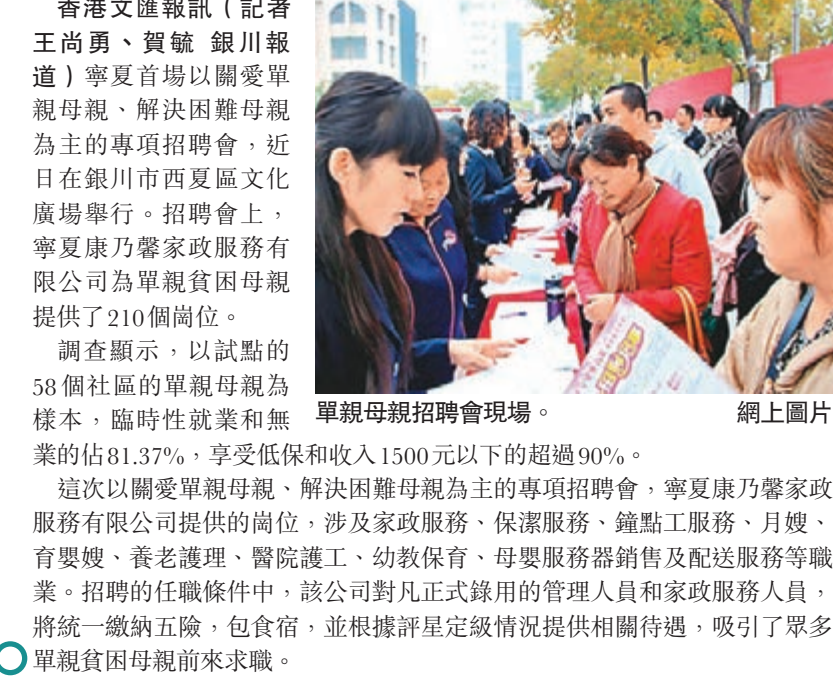 香港文匯報訊（記者
王尚勇、賀毓 銀川報
道）寧夏首場以關愛單
親母親、解決困難母親
為主的專項招聘會，近
日在銀川市西夏區文化
廣場舉行。招聘會上，
寧夏康乃馨家政服務有
限公司為單親貧困母親
提供了210個崗位。
調查顯示，以試點的
58個社區的單親母親為
樣本，臨時性就業和無
業的佔81.37%，享受低保和收入1500元以下的超過90%。
單親母親招聘會現場。 網上圖片
這次以關愛單親母親、解決困難母親為主的專項招聘會，寧夏康乃馨家政
服務有限公司提供的崗位，涉及家政服務、保潔服務、鐘點工服務、月嫂、
育嬰嫂、養老護理、醫院護工、幼教保育、母嬰服務器銷售及配送服務等職
業。招聘的任職條件中，該公司對凡正式錄用的管理人員和家政服務人員，
將統一繳納五險，包食宿，並根據評星定級情況提供相關待遇，吸引了眾多
單親貧困母親前來求職。